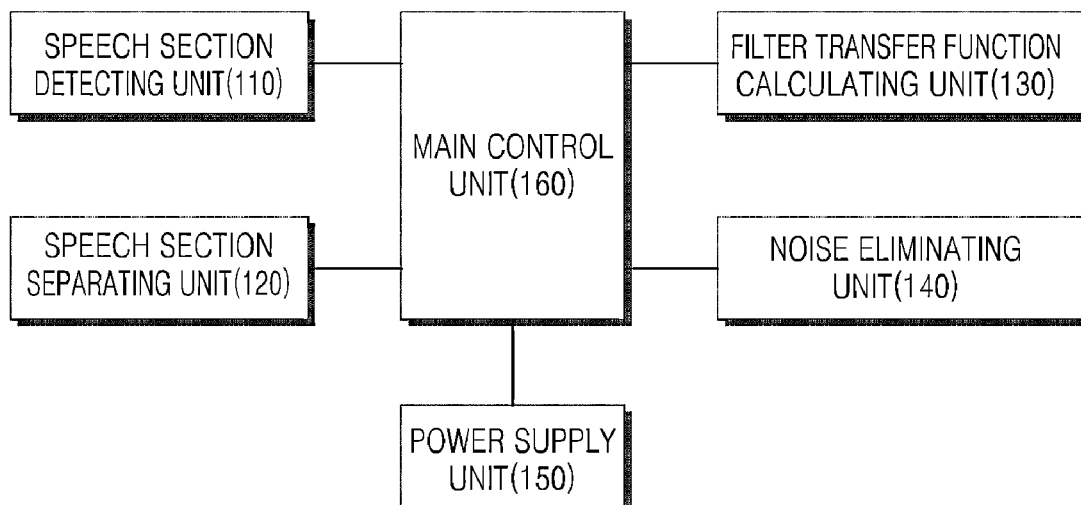 SPEECH SECTION
DETECTING UNIT(110)
MAIN CONTROL
UNIT(160)
FILTER TRANSFER FUNCTION
CALCULATING UNIT(130)
SPEECH SECTION
SEPARATING UNIT(120)
NOISE ELIMINATING
UNIT(140)
POWER SUPPLY
UNIT(150)